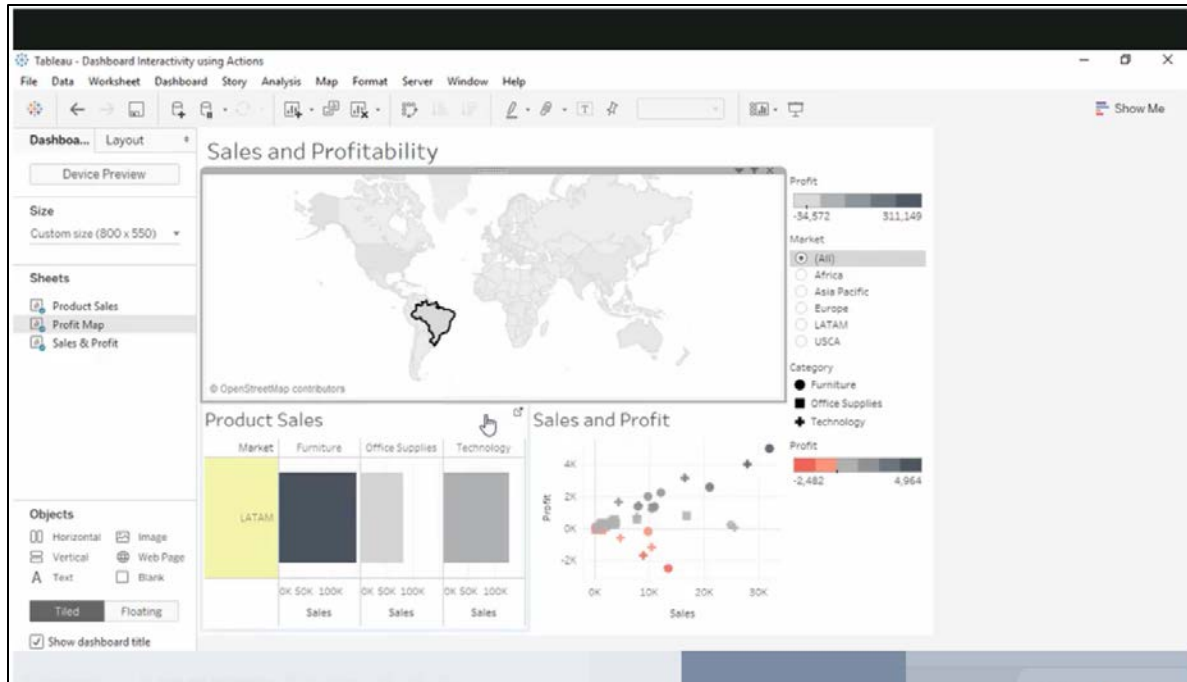 Tableau - Dashboard Interactivity using Actions
File Data Worksheet Dashboard Story Analysis Map Format Server Window Help
Show Me
Dashboa... Layout
Device Preview
Size
Custom size (800 x 550)
Sheets
Product Sales
Profit Map
Sales & Profit
Objects
Horizontal Image
Vertical Web Page
A Text Blank
Tiled Floating
Show dashboard title
Sales and Profitability
© OpenStreetMap contributors
Profit
-34,572 311,149
Market
(All)
Africa
Asia Pacific
Europe
LATAM
USCA
Category
Furniture
Office Supplies
Technology
Profit
-2,482 4,964
Product Sales
Market Furniture Office Supplies Technology
LATAM
0K 50K 100K 0K 50K 100K 0K 50K 100K
Sales Sales Sales
Sales and Profit
Profit
4K
2K
0K
-2K
0K 10K 20K 30K
Sales